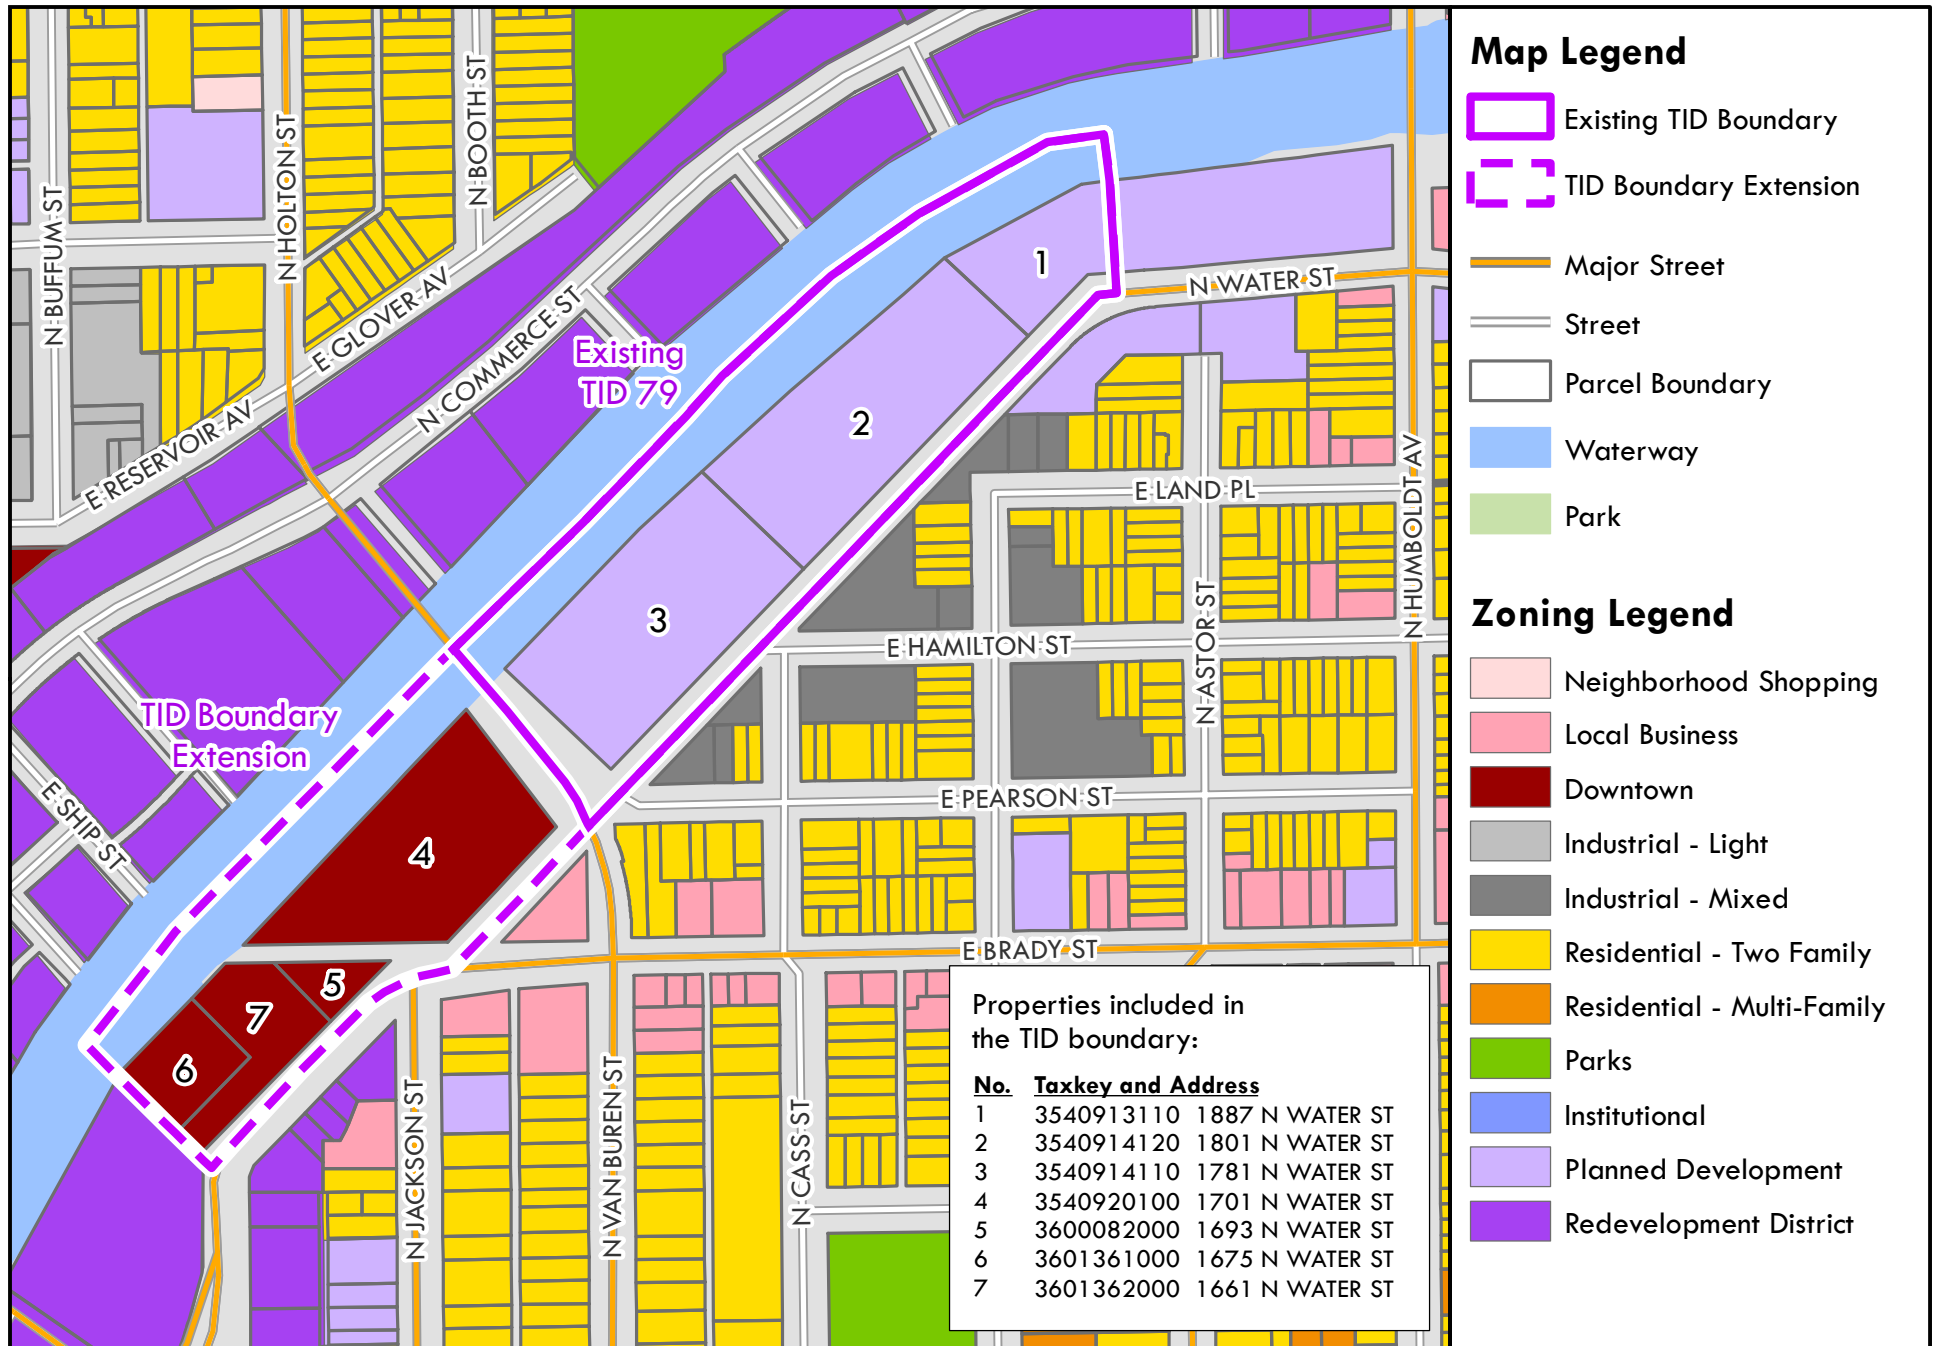 N BUFFUM ST
N HOLTON ST
N BOOTH ST
E GLOVER AV
E RESERVOIR AV
N COMMERCE ST
E SHIP ST
N WATER ST
E LAND PL
N HUMBOLDT AV
N ASTOR ST
E HAMILTON ST
E PEARSON ST
E BRADY ST
N JACKSON ST
N VAN BUREN ST
N CASS ST
Existing
TID 79
TID Boundary
Extension
1
2
3
4
5
7
6
Properties included in
the TID boundary:
No. Taxkey and Address
1 3540913110 1887 N WATER ST
2 3540914120 1801 N WATER ST
3 3540914110 1781 N WATER ST
4 3540920100 1701 N WATER ST
5 3600082000 1693 N WATER ST
6 3601361000 1675 N WATER ST
7 3601362000 1661 N WATER ST
Map Legend
Existing TID Boundary
TID Boundary Extension
Major Street
Street
Parcel Boundary
Waterway
Park
Zoning Legend
Neighborhood Shopping
Local Business
Downtown
Industrial - Light
Industrial - Mixed
Residential - Two Family
Residential - Multi-Family
Parks
Institutional
Planned Development
Redevelopment District